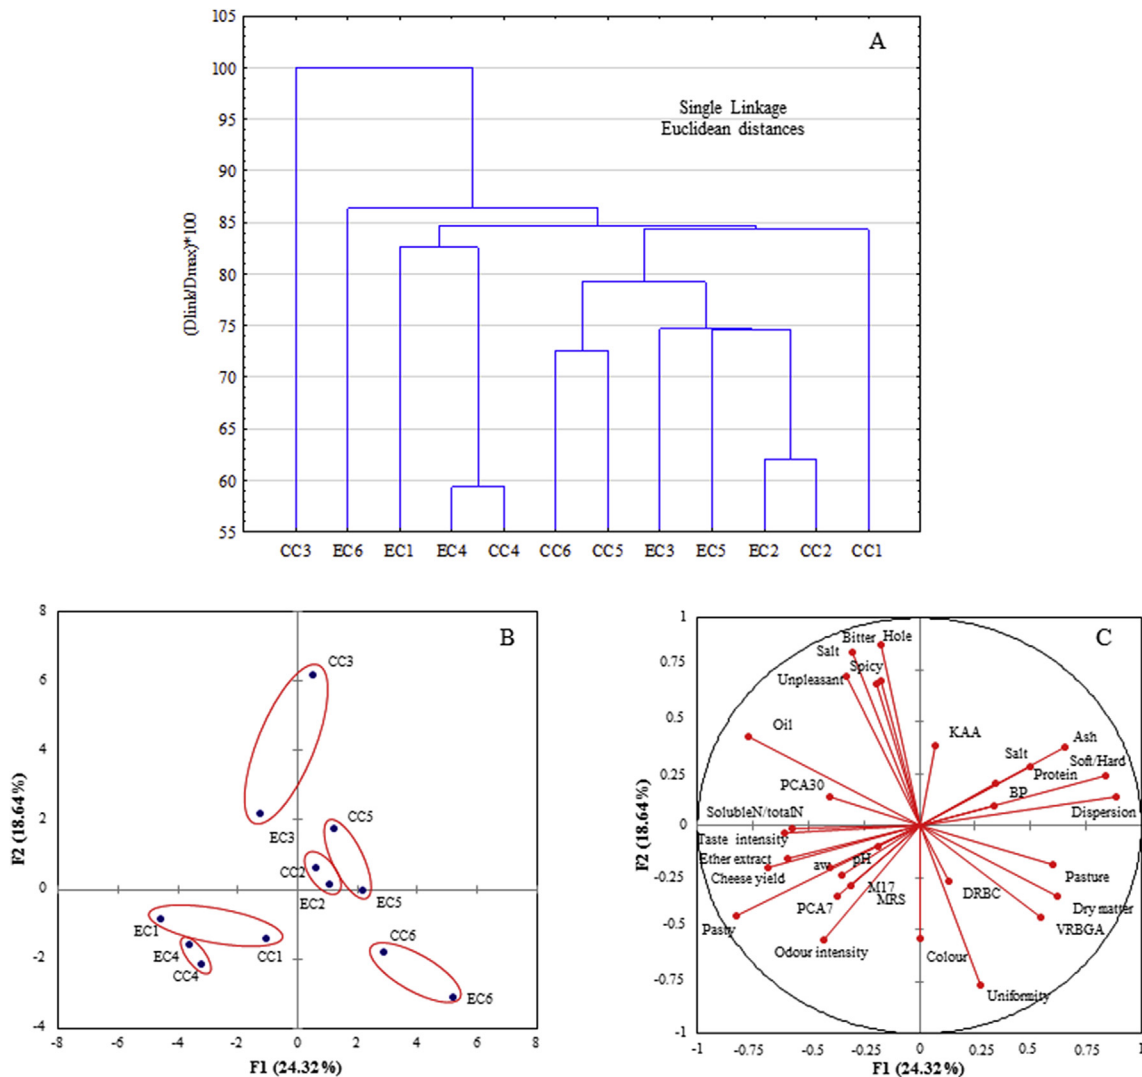 A
Single Linkage
Euclidean distances
(Dlink/Dmax)*100
105
100
95
90
85
80
75
70
65
60
55
CC3 EC6 EC1 EC4 CC4 CC6 CC5 EC3 EC5 EC2 CC2 CC1
B
F2 (18.64%)
8
6
4
2
0
-2
-4
CC3
EC3
CC5
CC2
EC2
EC5
EC1
EC4
CC4
CC1
CC6
EC6
-8 -6 -4 -2 0 2 4 6 8
F1 (24.32%)
C
F2 (18.64%)
1
0.75
0.5
0.25
0
-0.25
-0.5
-0.75
-1
Bitter Hole
Salt
Spicy
Unpleasant
Oil
KAA
Ash
Salt
Soft/Hard
Protein
PCA30
BP
SolubleN/totalN
Dispersion
Taste intensity
Ether extract
aw
pH
Cheese yield
Pasture
M17
MRS
DRBC
PCA7
Dry matter
Pasty
VRBGA
Odour intensity
Colour
Uniformity
-1 -0.75 -0.5 -0.25 0 0.25 0.5 0.75 1
F1 (24.32%)